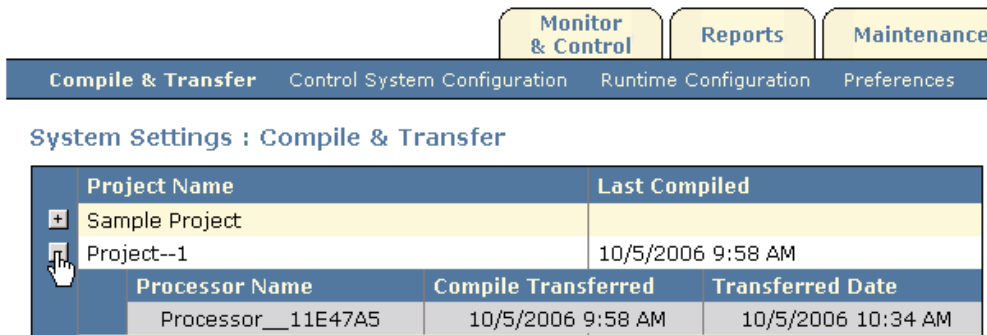 Monitor
& Control
Reports
Maintenance
Compile & Transfer Control System Configuration Runtime Configuration Preferences
System Settings : Compile & Transfer
Project Name Last Compiled
Sample Project
Project--1 10/5/2006 9:58 AM
Processor Name Compile Transferred Transferred Date
Processor__11E47A5 10/5/2006 9:58 AM 10/5/2006 10:34 AM